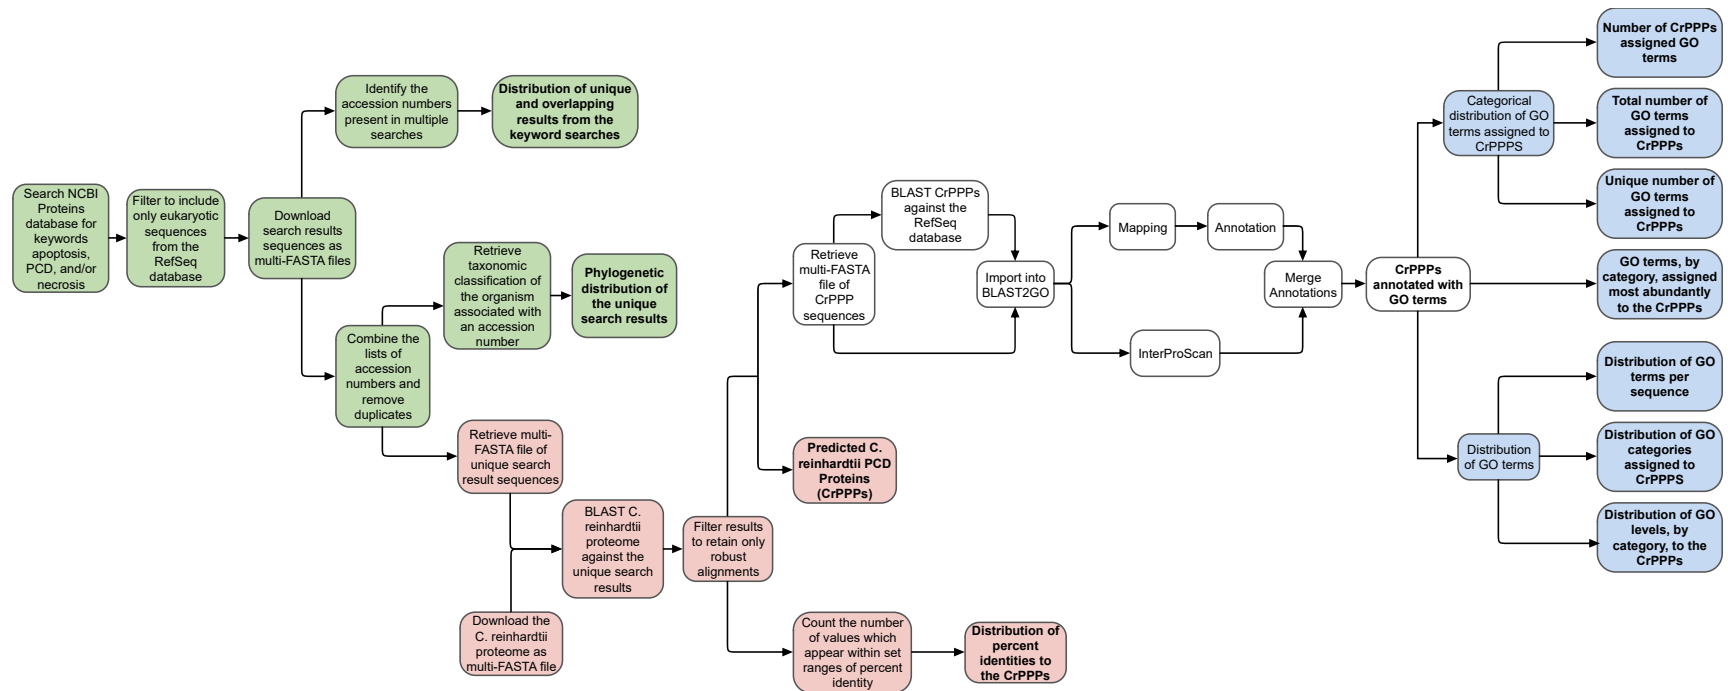 Search NCBI
Proteins
database for
keywords
apoptosis,
PCD, and/or
necrosis
Filter to include
only eukaryotic
sequences
from the
RefSeq
database
Download
search results
sequences as
multi-FASTA files
Identify the
accession numbers
present in multiple
searches
Distribution of unique
and overlapping
results from the
keyword searches
Combine the
lists of
accession
numbers and
remove
duplicates
Retrieve
taxonomic
classification of
the organism
associated with
an accession
number
Phylogenetic
distribution of
the unique
search results
Retrieve multi-
FASTA file of
unique search
result sequences
Download the
C. reinhardtii
proteome as
multi-FASTA file
BLAST C.
reinhardtii
proteome
against the
unique search
results
Filter results
to retain only
robust
alignments
Predicted C.
reinhardtii PCD
Proteins
(CrPPPs)
Count the number
of values which
appear within set
ranges of percent
identity
Distribution of
percent
identities to
the CrPPPs
Retrieve
multi-FASTA
file of
CrPPP
sequences
BLAST CrPPPs
against the
RefSeq
database
Import into
BLAST2GO
Mapping
Annotation
InterProScan
Merge
Annotations
CrPPPs
annotated with
GO terms
Categorical
distribution of GO
terms assigned to
CrPPPS
Number of CrPPPs
assigned GO
terms
Total number of
GO terms
assigned to
CrPPPs
Unique number of
GO terms
assigned to
CrPPPs
GO terms, by
category, assigned
most abundantly
to the CrPPPs
Distribution
of GO terms
Distribution of GO
terms per
sequence
Distribution of GO
categories
assigned to
CrPPPS
Distribution of GO
levels, by
category, to the
CrPPPs